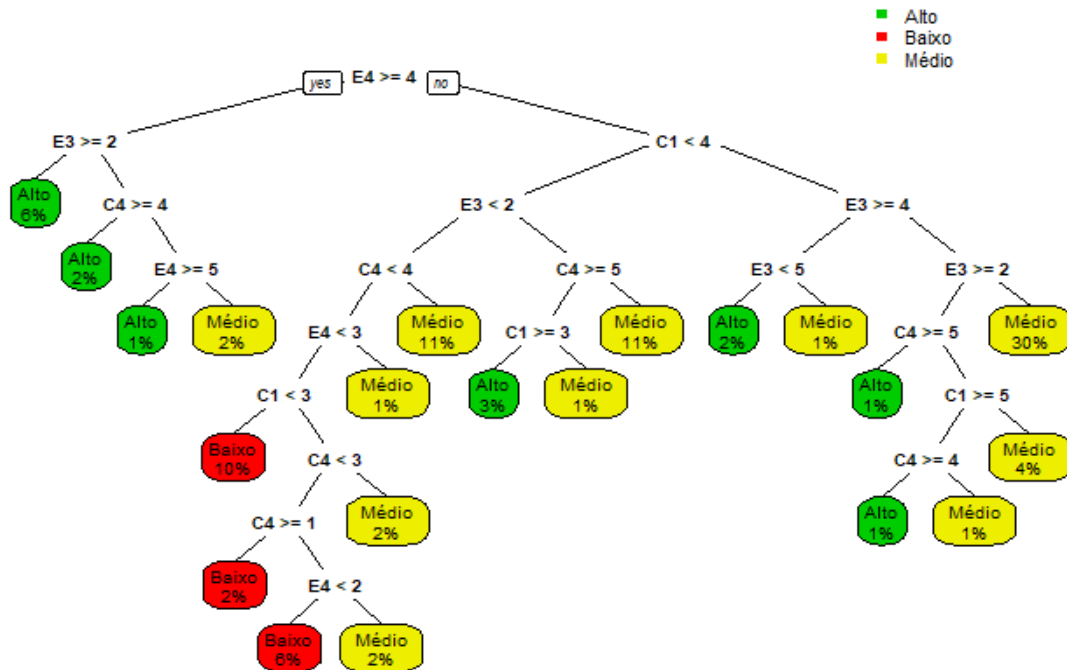 Alto
Baixo
Médio
yes E4 >= 4 no
E3 >= 2
C1 < 4
Alto
6%
C4 >= 4
E3 < 2
E3 >= 4
Alto
2%
E4 >= 5
C4 < 4
C4 >= 5
E3 < 5
E3 >= 2
Alto
1%
Médio
2%
E4 < 3
Médio
11%
C1 >= 3
Médio
11%
Alto
2%
Médio
1%
C4 >= 5
Médio
30%
C1 < 3
Médio
1%
Alto
3%
Médio
1%
Alto
1%
C1 >= 5
Baixo
10%
C4 < 3
C4 >= 4
Médio
4%
C4 >= 1
Médio
2%
Alto
1%
Médio
1%
Baixo
2%
E4 < 2
Baixo
6%
Médio
2%